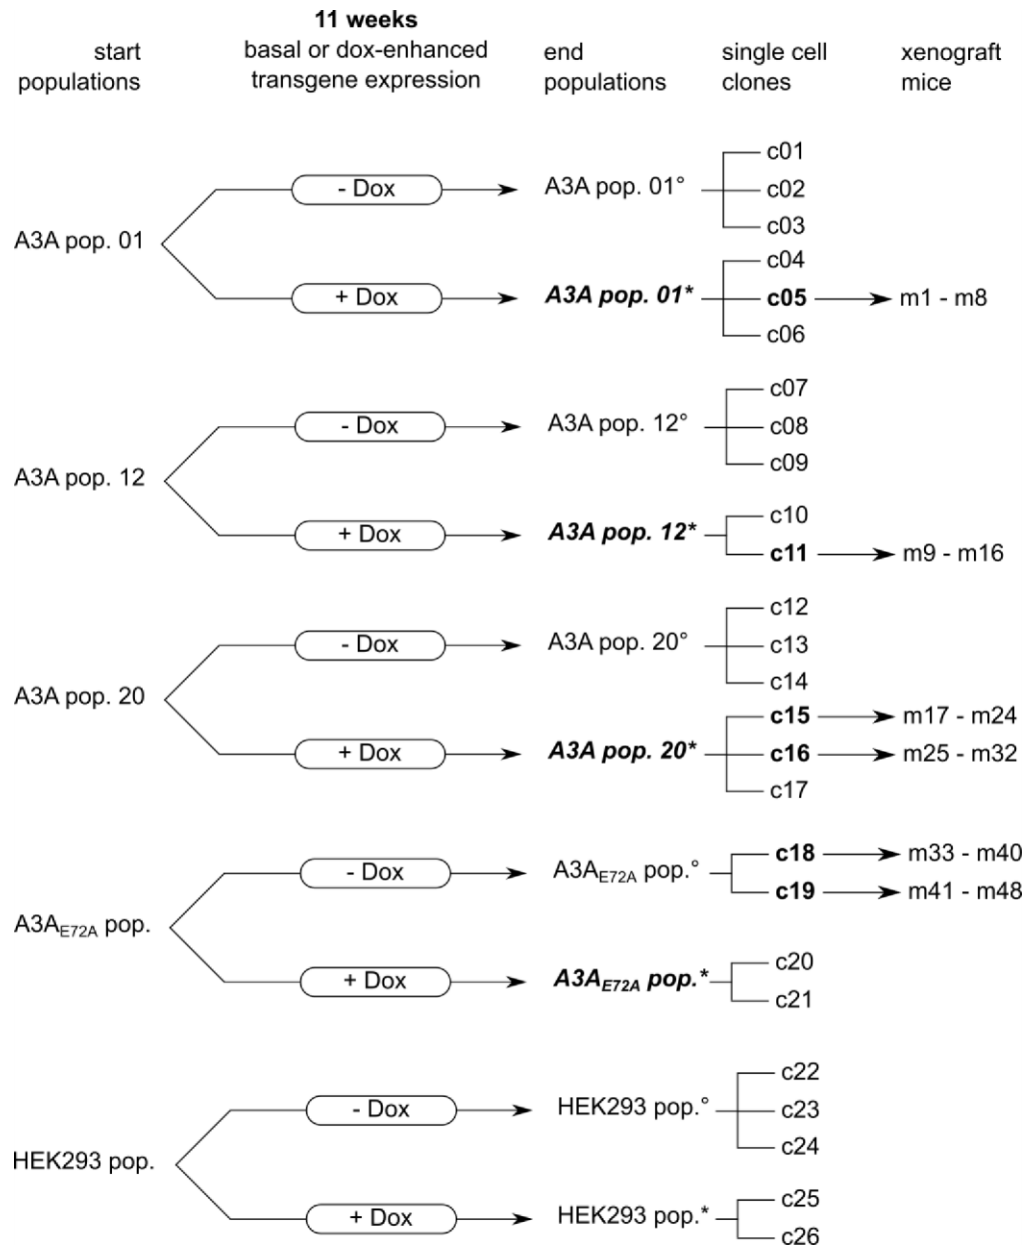 11 weeks
start
basal or dox-enhanced
end
single cell
xenograft
populations
transgene expression
populations
clones
mice
A3A pop. 01
- Dox
A3A pop. 01°
c01
c02
c03
+ Dox
A3A pop. 01*
c04
c05
m1 - m8
c06
A3A pop. 12
- Dox
A3A pop. 12°
c07
c08
c09
+ Dox
A3A pop. 12*
c10
c11
m9 - m16
A3A pop. 20
- Dox
A3A pop. 20°
c12
c13
c14
+ Dox
A3A pop. 20*
c15
m17 - m24
c16
m25 - m32
c17
A3AE72A pop.
- Dox
A3AE72A pop.°
c18
m33 - m40
c19
m41 - m48
+ Dox
A3AE72A pop.*
c20
c21
HEK293 pop.
- Dox
HEK293 pop.°
c22
c23
c24
+ Dox
HEK293 pop.*
c25
c26